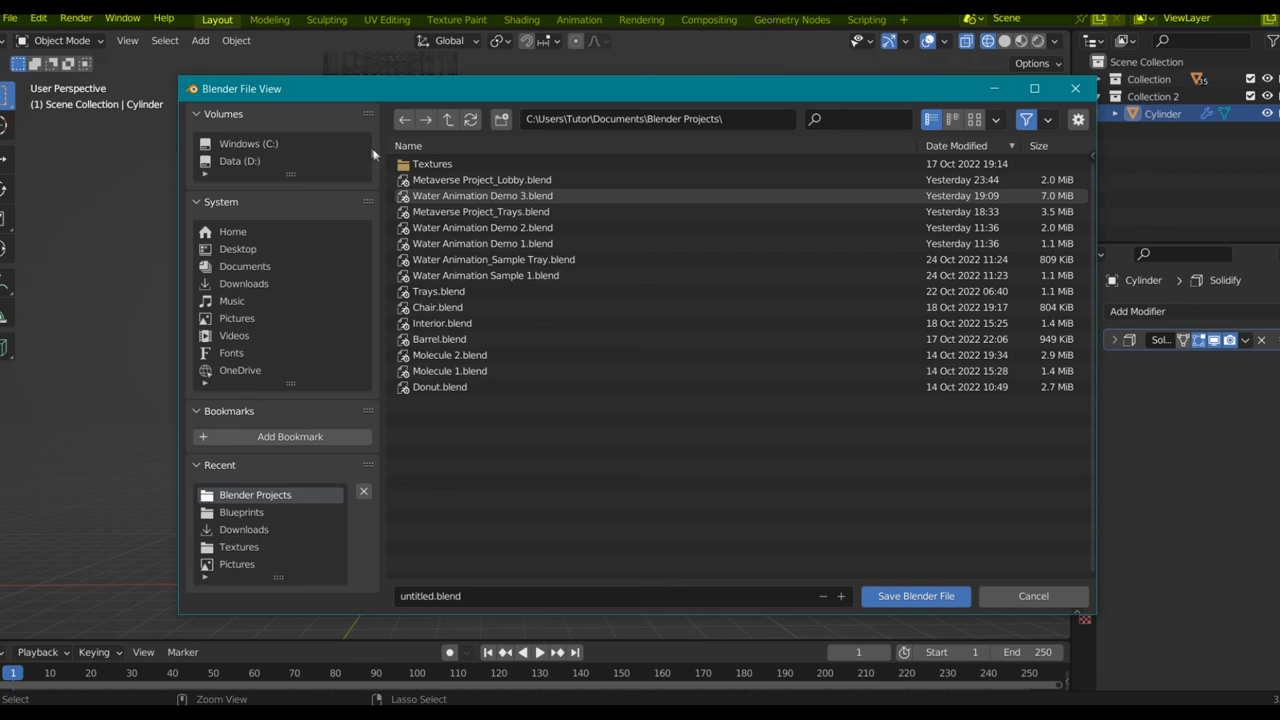 File Edit Render Window Help Layout Modeling Sculpting UV Editing Texture Paint Shading Animation Rendering Compositing Geometry Nodes Scripting + Scene ViewLayer
Object Mode View Select Add Object Global
Options
User Perspective
(1) Scene Collection | Cylinder
Scene Collection
Collection 35
Collection 2
Cylinder
Cylinder > Solidify
Add Modifier
Sol...
Blender File View
Volumes
Windows (C:)
Data (D:)
System
Home
Desktop
Documents
Downloads
Music
Pictures
Videos
Fonts
OneDrive
Bookmarks
Add Bookmark
Recent
Blender Projects
Blueprints
Downloads
Textures
Pictures
C:\Users\Tutor\Documents\Blender Projects\
Name Date Modified Size
Textures 17 Oct 2022 19:14
Metaverse Project_Lobby.blend Yesterday 23:44 2.0 MiB
Water Animation Demo 3.blend Yesterday 19:09 7.0 MiB
Metaverse Project_Trays.blend Yesterday 18:33 3.5 MiB
Water Animation Demo 2.blend Yesterday 11:36 2.0 MiB
Water Animation Demo 1.blend Yesterday 11:36 1.1 MiB
Water Animation_Sample Tray.blend 24 Oct 2022 11:24 809 KiB
Water Animation Sample 1.blend 24 Oct 2022 11:23 1.1 MiB
Trays.blend 22 Oct 2022 06:40 1.1 MiB
Chair.blend 18 Oct 2022 19:17 804 KiB
Interior.blend 18 Oct 2022 15:25 1.4 MiB
Barrel.blend 17 Oct 2022 22:06 949 KiB
Molecule 2.blend 14 Oct 2022 19:34 2.9 MiB
Molecule 1.blend 14 Oct 2022 15:28 1.4 MiB
Donut.blend 14 Oct 2022 10:49 2.7 MiB
untitled.blend − + Save Blender File Cancel
Playback Keying View Marker 1 Start 1 End 250
1 10 20 30 40 50 60 70 80 90 100 110 120 130 140 150 160 170 180 190 200 210 220 230 240 250
Select Zoom View Lasso Select 3